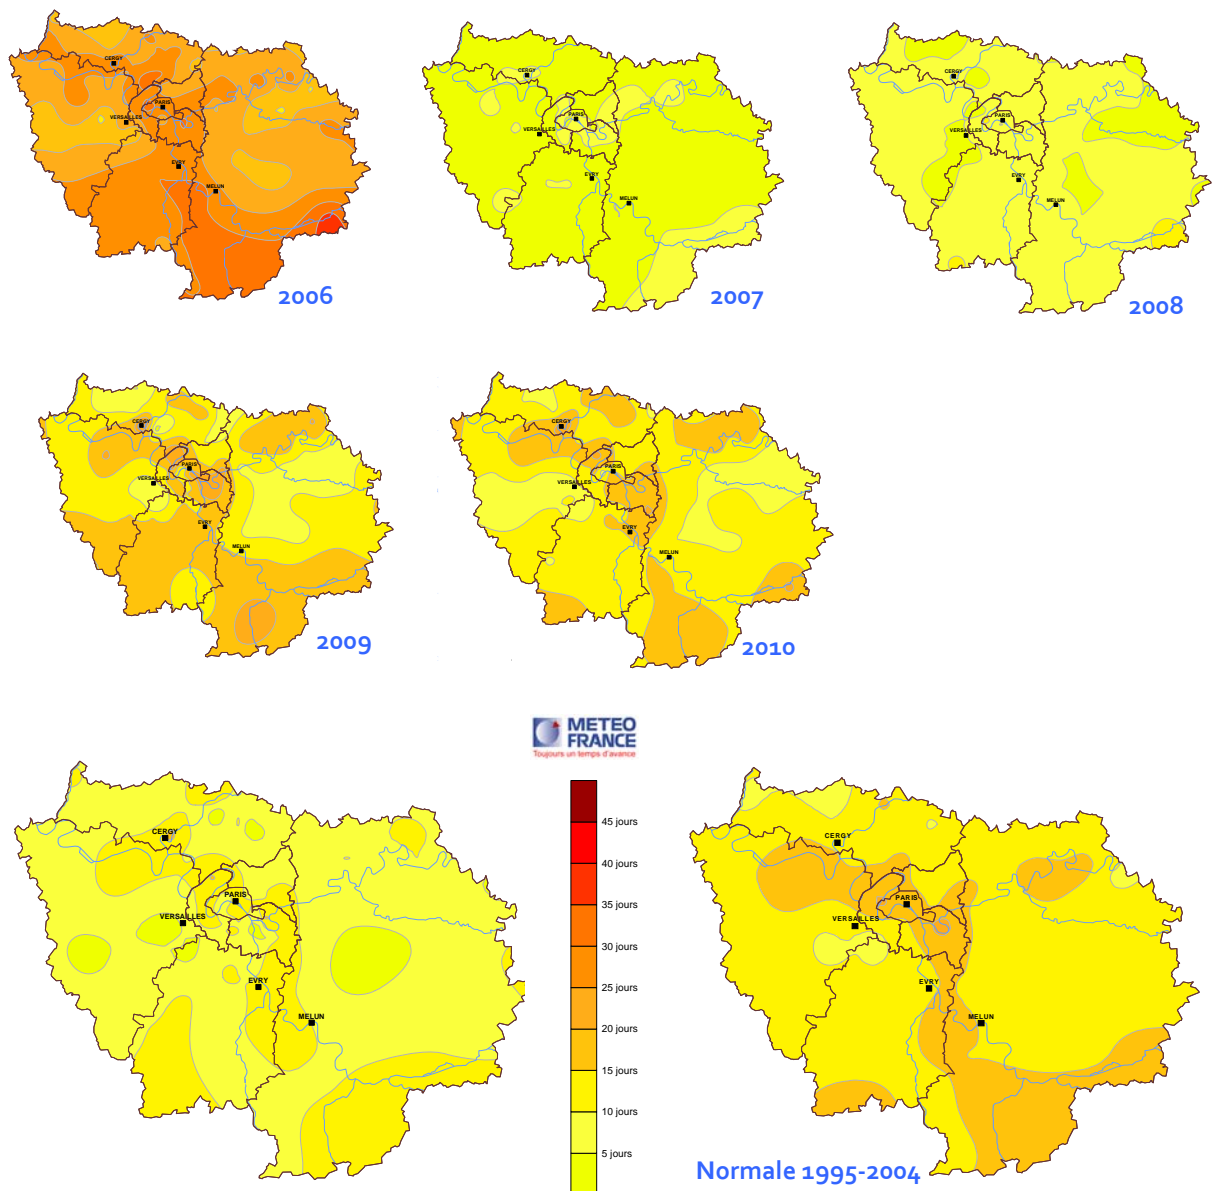 CERGY
PARIS
VERSAILLES
EVRY
MELUN
2006
CERGY
PARIS
VERSAILLES
EVRY
MELUN
2007
CERGY
PARIS
VERSAILLES
EVRY
MELUN
2008
CERGY
PARIS
VERSAILLES
EVRY
MELUN
2009
CERGY
PARIS
VERSAILLES
EVRY
MELUN
2010
METEO
FRANCE
Toujours un temps d'avance
CERGY
PARIS
VERSAILLES
EVRY
MELUN
45 jours
40 jours
35 jours
30 jours
25 jours
20 jours
15 jours
10 jours
5 jours
CERGY
PARIS
VERSAILLES
EVRY
MELUN
Normale 1995-2004